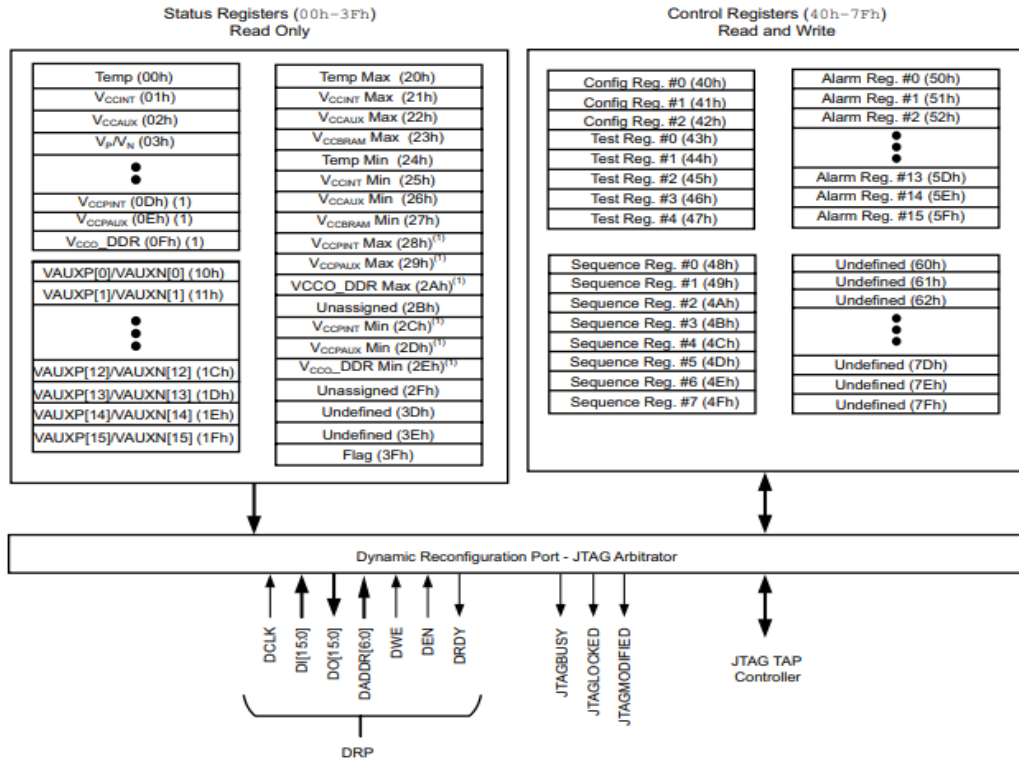 Status Registers (00h–3Fh)
Read Only
Temp (00h)
VCCINT (01h)
VCCAUX (02h)
VP/VN (03h)
VCCPINT (0Dh) (1)
VCCPAUX (0Eh) (1)
VCCO_DDR (0Fh) (1)
VAUXP[0]/VAUXN[0] (10h)
VAUXP[1]/VAUXN[1] (11h)
VAUXP[12]/VAUXN[12] (1Ch)
VAUXP[13]/VAUXN[13] (1Dh)
VAUXP[14]/VAUXN[14] (1Eh)
VAUXP[15]/VAUXN[15] (1Fh)
Temp Max (20h)
VCCINT Max (21h)
VCCAUX Max (22h)
VCCBRAM Max (23h)
Temp Min (24h)
VCCINT Min (25h)
VCCAUX Min (26h)
VCCBRAM Min (27h)
VCCPINT Max (28h)(1)
VCCPAUX Max (29h)(1)
VCCO_DDR Max (2Ah)(1)
Unassigned (2Bh)
VCCPINT Min (2Ch)(1)
VCCPAUX Min (2Dh)(1)
VCCO_DDR Min (2Eh)(1)
Unassigned (2Fh)
Undefined (3Dh)
Undefined (3Eh)
Flag (3Fh)
Control Registers (40h–7Fh)
Read and Write
Config Reg. #0 (40h)
Config Reg. #1 (41h)
Config Reg. #2 (42h)
Test Reg. #0 (43h)
Test Reg. #1 (44h)
Test Reg. #2 (45h)
Test Reg. #3 (46h)
Test Reg. #4 (47h)
Sequence Reg. #0 (48h)
Sequence Reg. #1 (49h)
Sequence Reg. #2 (4Ah)
Sequence Reg. #3 (4Bh)
Sequence Reg. #4 (4Ch)
Sequence Reg. #5 (4Dh)
Sequence Reg. #6 (4Eh)
Sequence Reg. #7 (4Fh)
Alarm Reg. #0 (50h)
Alarm Reg. #1 (51h)
Alarm Reg. #2 (52h)
Alarm Reg. #13 (5Dh)
Alarm Reg. #14 (5Eh)
Alarm Reg. #15 (5Fh)
Undefined (60h)
Undefined (61h)
Undefined (62h)
Undefined (7Dh)
Undefined (7Eh)
Undefined (7Fh)
Dynamic Reconfiguration Port - JTAG Arbitrator
DCLK
DI[15:0]
DO[15:0]
DADDR[6:0]
DWE
DEN
DRDY
JTAGBUSY
JTAGLOCKED
JTAGMODIFIED
JTAG TAP
Controller
DRP